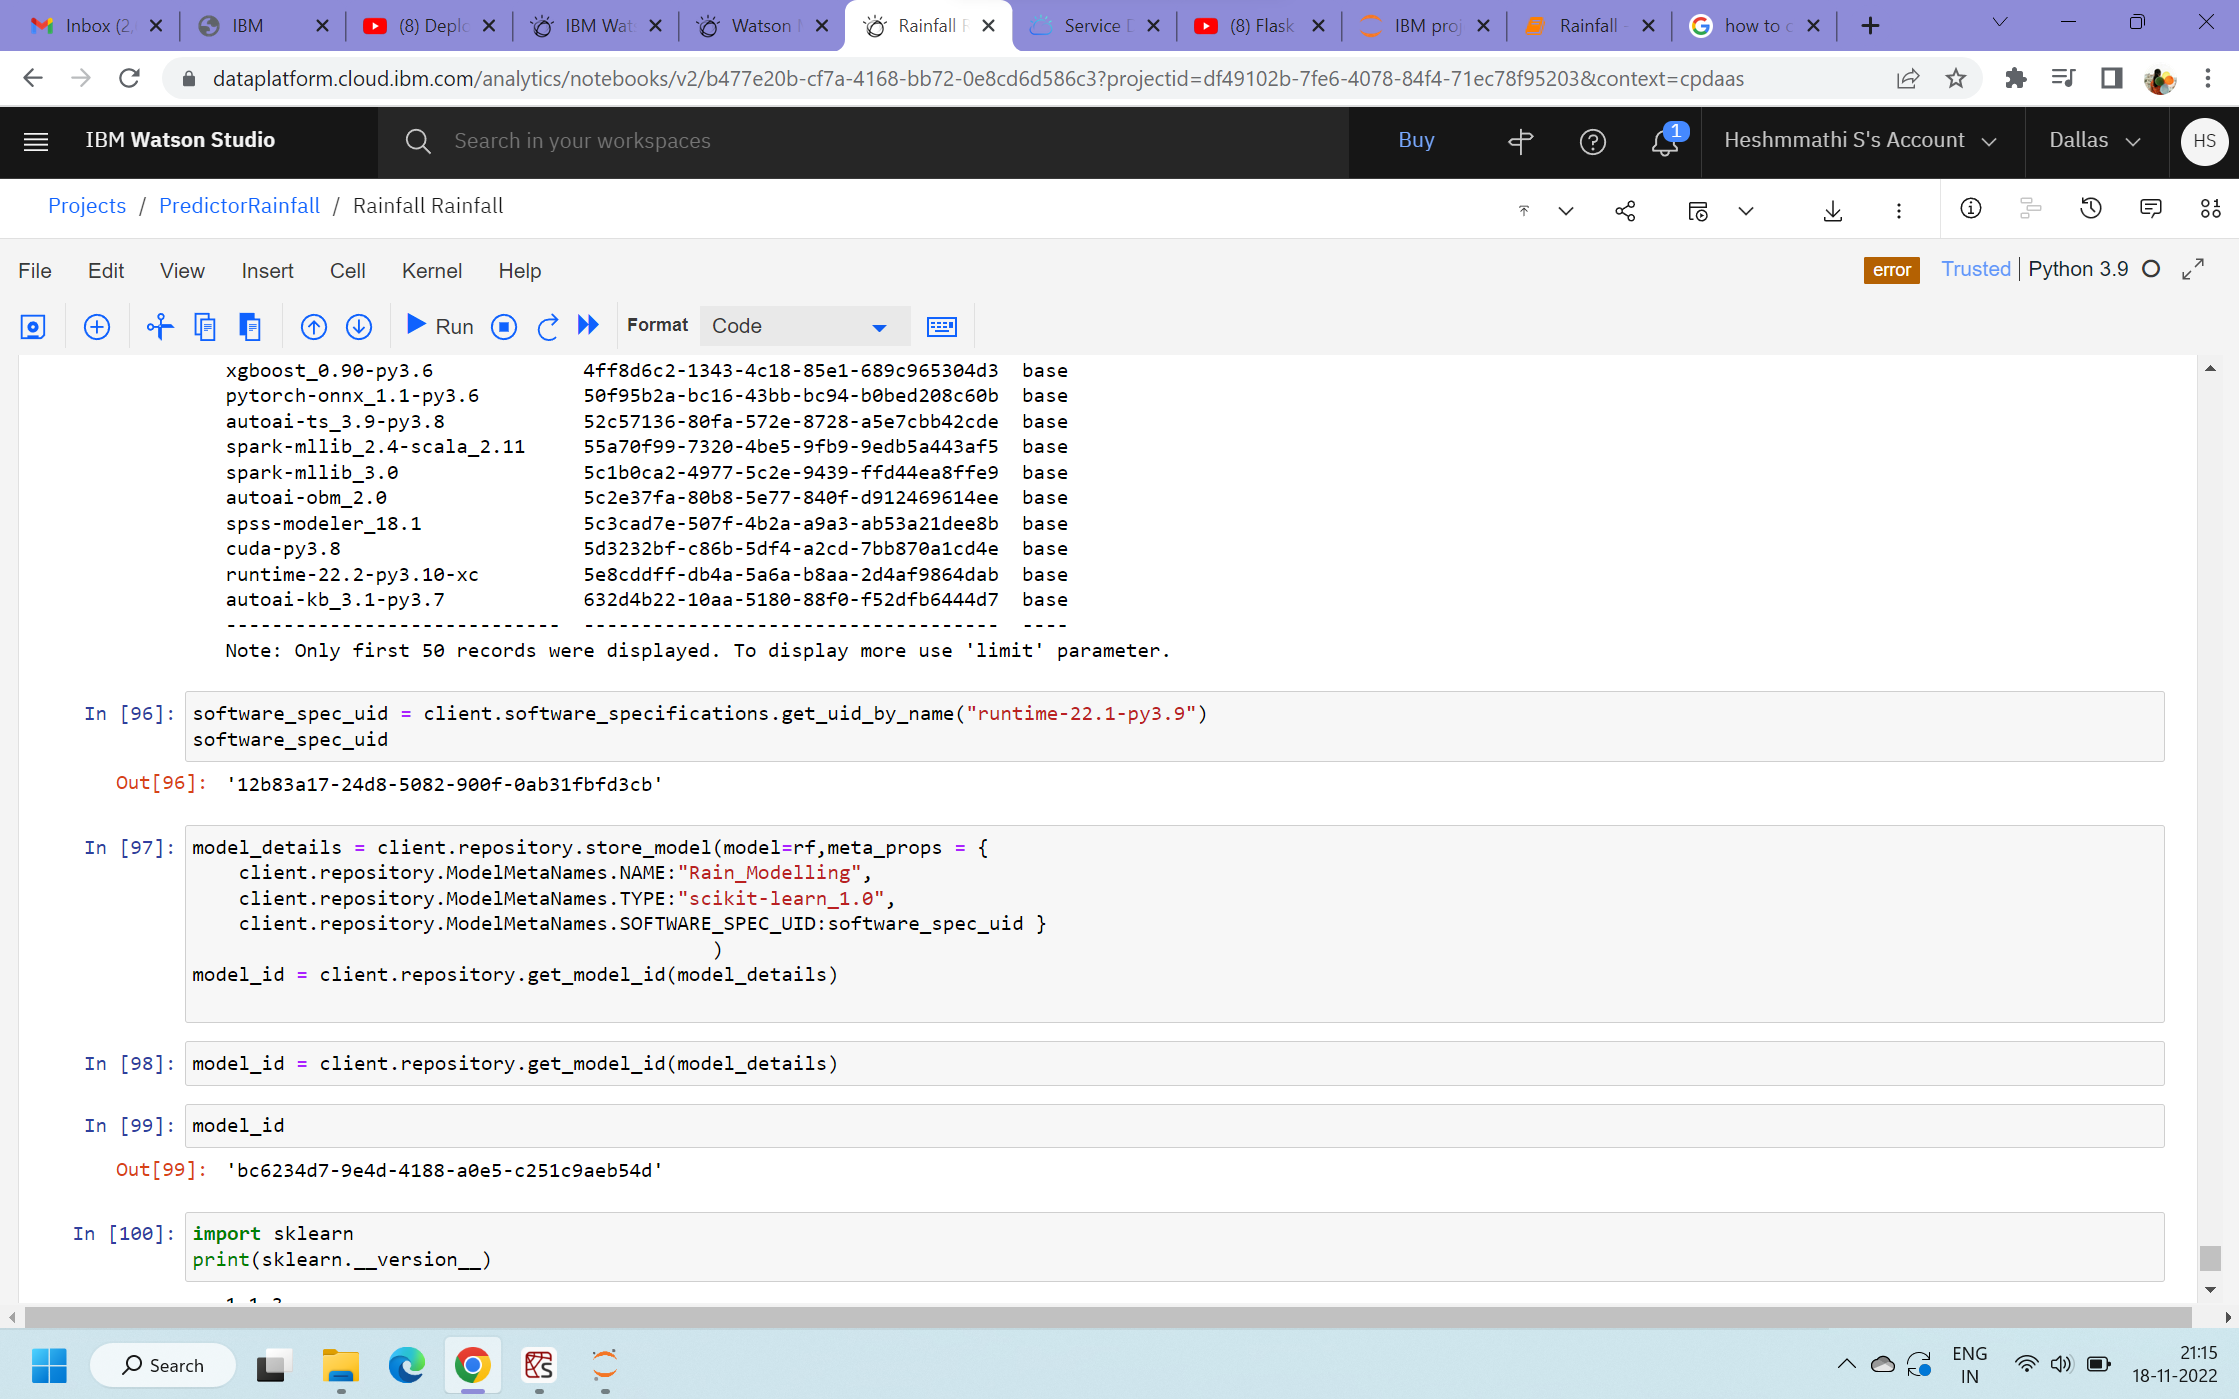 Inbox (2,
IBM
(8) Deplo
IBM Wat
Watson
Rainfall
Service
(8) Flask
IBM proj
Rainfall
how to c
dataplatform.cloud.ibm.com/analytics/notebooks/v2/b477e20b-cf7a-4168-bb72-0e8cd6d586c3?projectid=df49102b-7fe6-4078-84f4-71ec78f95203&context=cpdaas
IBM Watson Studio
Search in your workspaces
Buy
1
Heshmmathi S's Account
Dallas
HS
Projects / PredictorRainfall / Rainfall Rainfall
File Edit View Insert Cell Kernel Help
error Trusted Python 3.9
Run Format Code
xgboost_0.90-py3.6 4ff8d6c2-1343-4c18-85e1-689c965304d3 base
pytorch-onnx_1.1-py3.6 50f95b2a-bc16-43bb-bc94-b0bed208c60b base
autoai-ts_3.9-py3.8 52c57136-80fa-572e-8728-a5e7cbb42cde base
spark-mllib_2.4-scala_2.11 55a70f99-7320-4be5-9fb9-9edb5a443af5 base
spark-mllib_3.0 5c1b0ca2-4977-5c2e-9439-ffd44ea8ffe9 base
autoai-obm_2.0 5c2e37fa-80b8-5e77-840f-d912469614ee base
spss-modeler_18.1 5c3cad7e-507f-4b2a-a9a3-ab53a21dee8b base
cuda-py3.8 5d3232bf-c86b-5df4-a2cd-7bb870a1cd4e base
runtime-22.2-py3.10-xc 5e8cddff-db4a-5a6a-b8aa-2d4af9864dab base
autoai-kb_3.1-py3.7 632d4b22-10aa-5180-88f0-f52dfb6444d7 base
----------------------------- ------------------------------------ ----
Note: Only first 50 records were displayed. To display more use 'limit' parameter.
In [96]: software_spec_uid = client.software_specifications.get_uid_by_name("runtime-22.1-py3.9")
software_spec_uid
Out[96]: '12b83a17-24d8-5082-900f-0ab31fbfd3cb'
In [97]: model_details = client.repository.store_model(model=rf,meta_props = {
client.repository.ModelMetaNames.NAME:"Rain_Modelling",
client.repository.ModelMetaNames.TYPE:"scikit-learn_1.0",
client.repository.ModelMetaNames.SOFTWARE_SPEC_UID:software_spec_uid }
)
model_id = client.repository.get_model_id(model_details)
In [98]: model_id = client.repository.get_model_id(model_details)
In [99]: model_id
Out[99]: 'bc6234d7-9e4d-4188-a0e5-c251c9aeb54d'
In [100]: import sklearn
print(sklearn.__version__)
Search
ENG
IN
21:15
18-11-2022